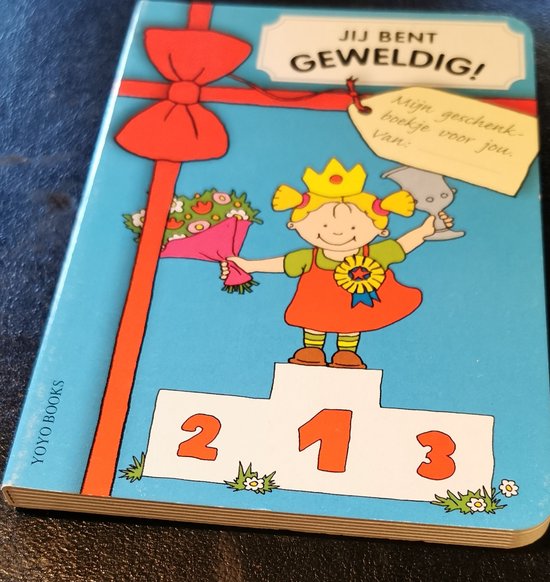 JIJ BENT
GEWELDIG!
Mijn geschenk-
boekje voor jou.
Van:
2 1 3
YOYO BOOKS